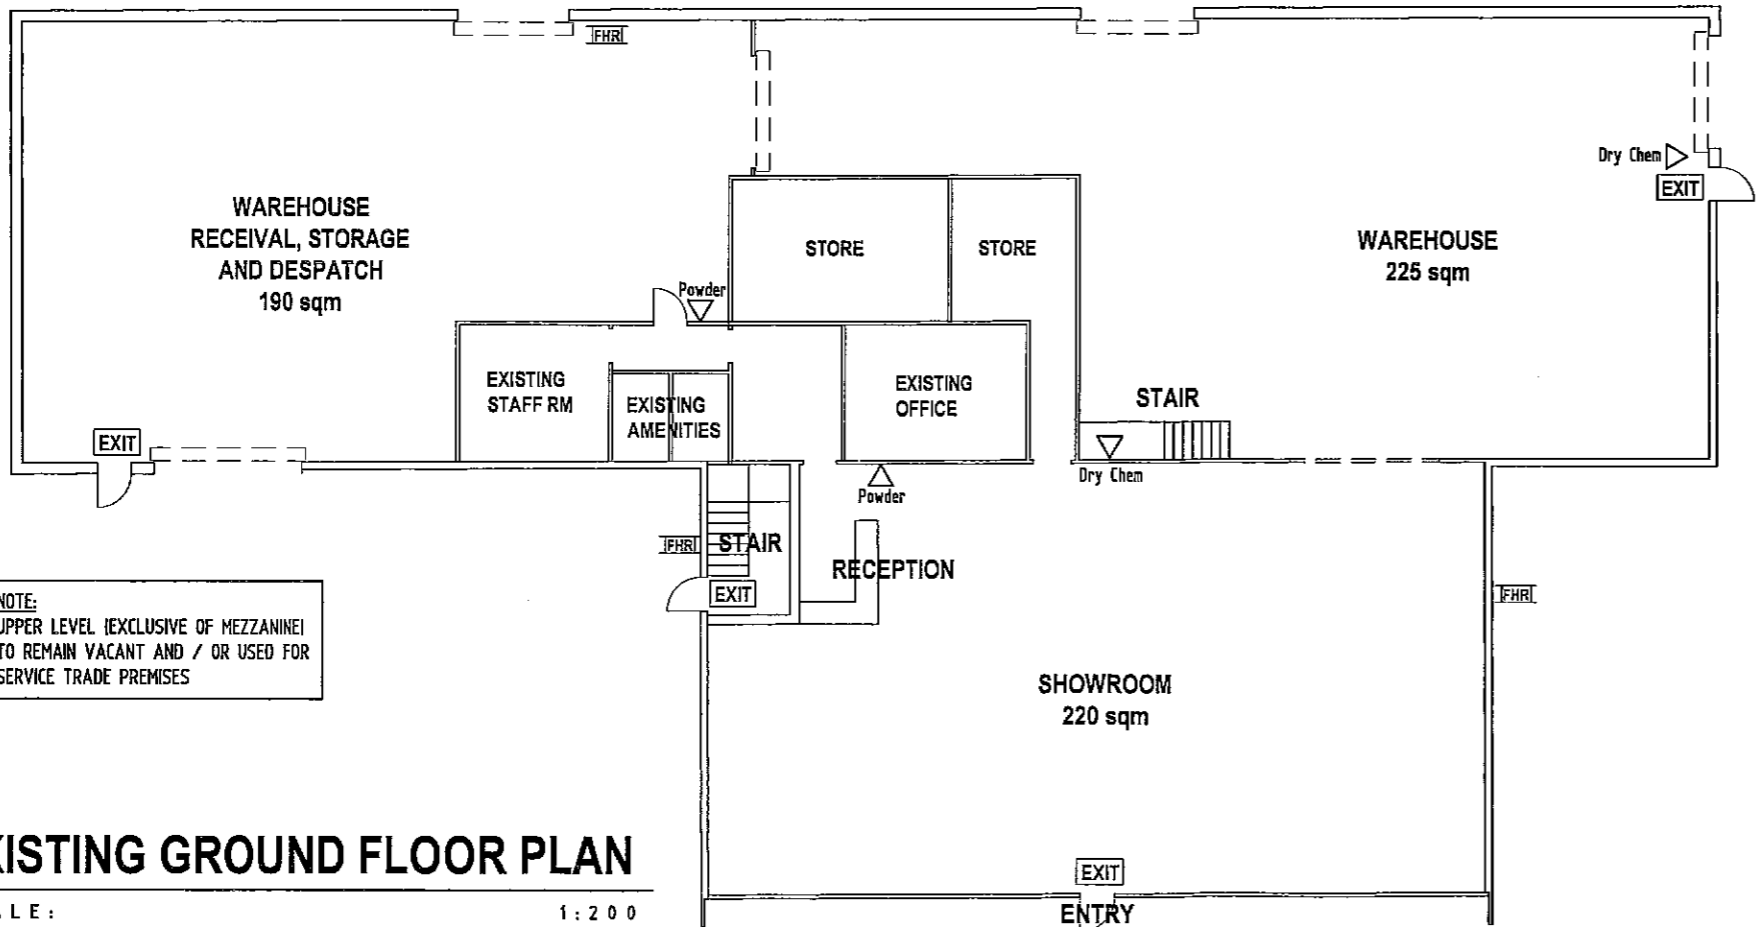 FHR
Dry Chem
EXIT
WAREHOUSE
RECEIVAL, STORAGE
AND DESPATCH
190 sqm
STORE
STORE
WAREHOUSE
225 sqm
Powder
EXISTING
STAFF RM
EXISTING
AMENITIES
EXISTING
OFFICE
STAIR
EXIT
Dry Chem
Powder
FHR
STAIR
RECEPTION
EXIT
FHR
NOTE:
UPPER LEVEL (EXCLUSIVE OF MEZZANINE)
TO REMAIN VACANT AND / OR USED FOR
SERVICE TRADE PREMISES
SHOWROOM
220 sqm
XISTING GROUND FLOOR PLAN
ALE: 1:200
EXIT
ENTRY